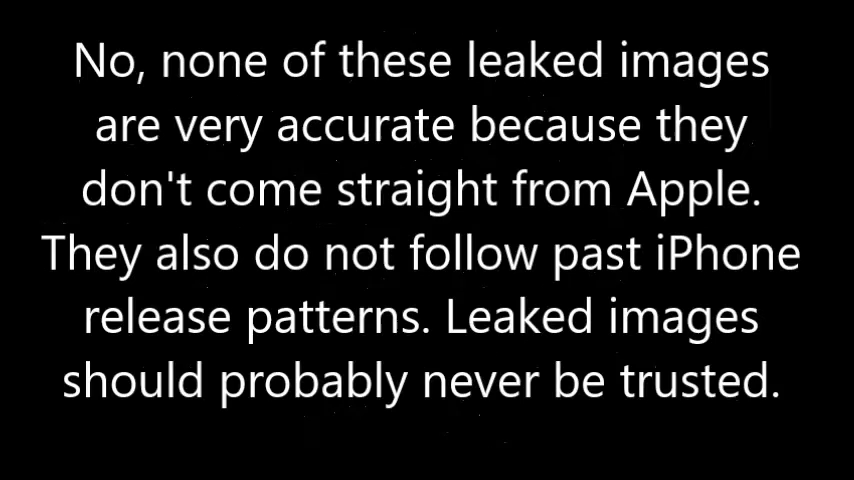 No, none of these leaked images
are very accurate because they
don't come straight from Apple.
They also do not follow past iPhone
release patterns. Leaked images
should probably never be trusted.